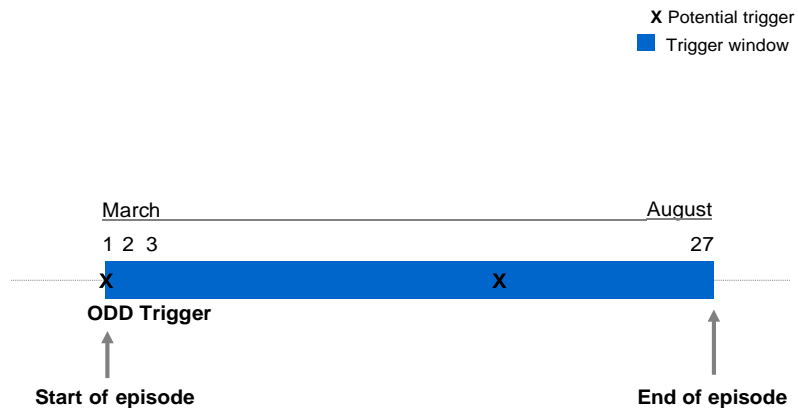 X Potential trigger
Trigger window
March August
1 2 3 27
X X
ODD Trigger
Start of episode End of episode